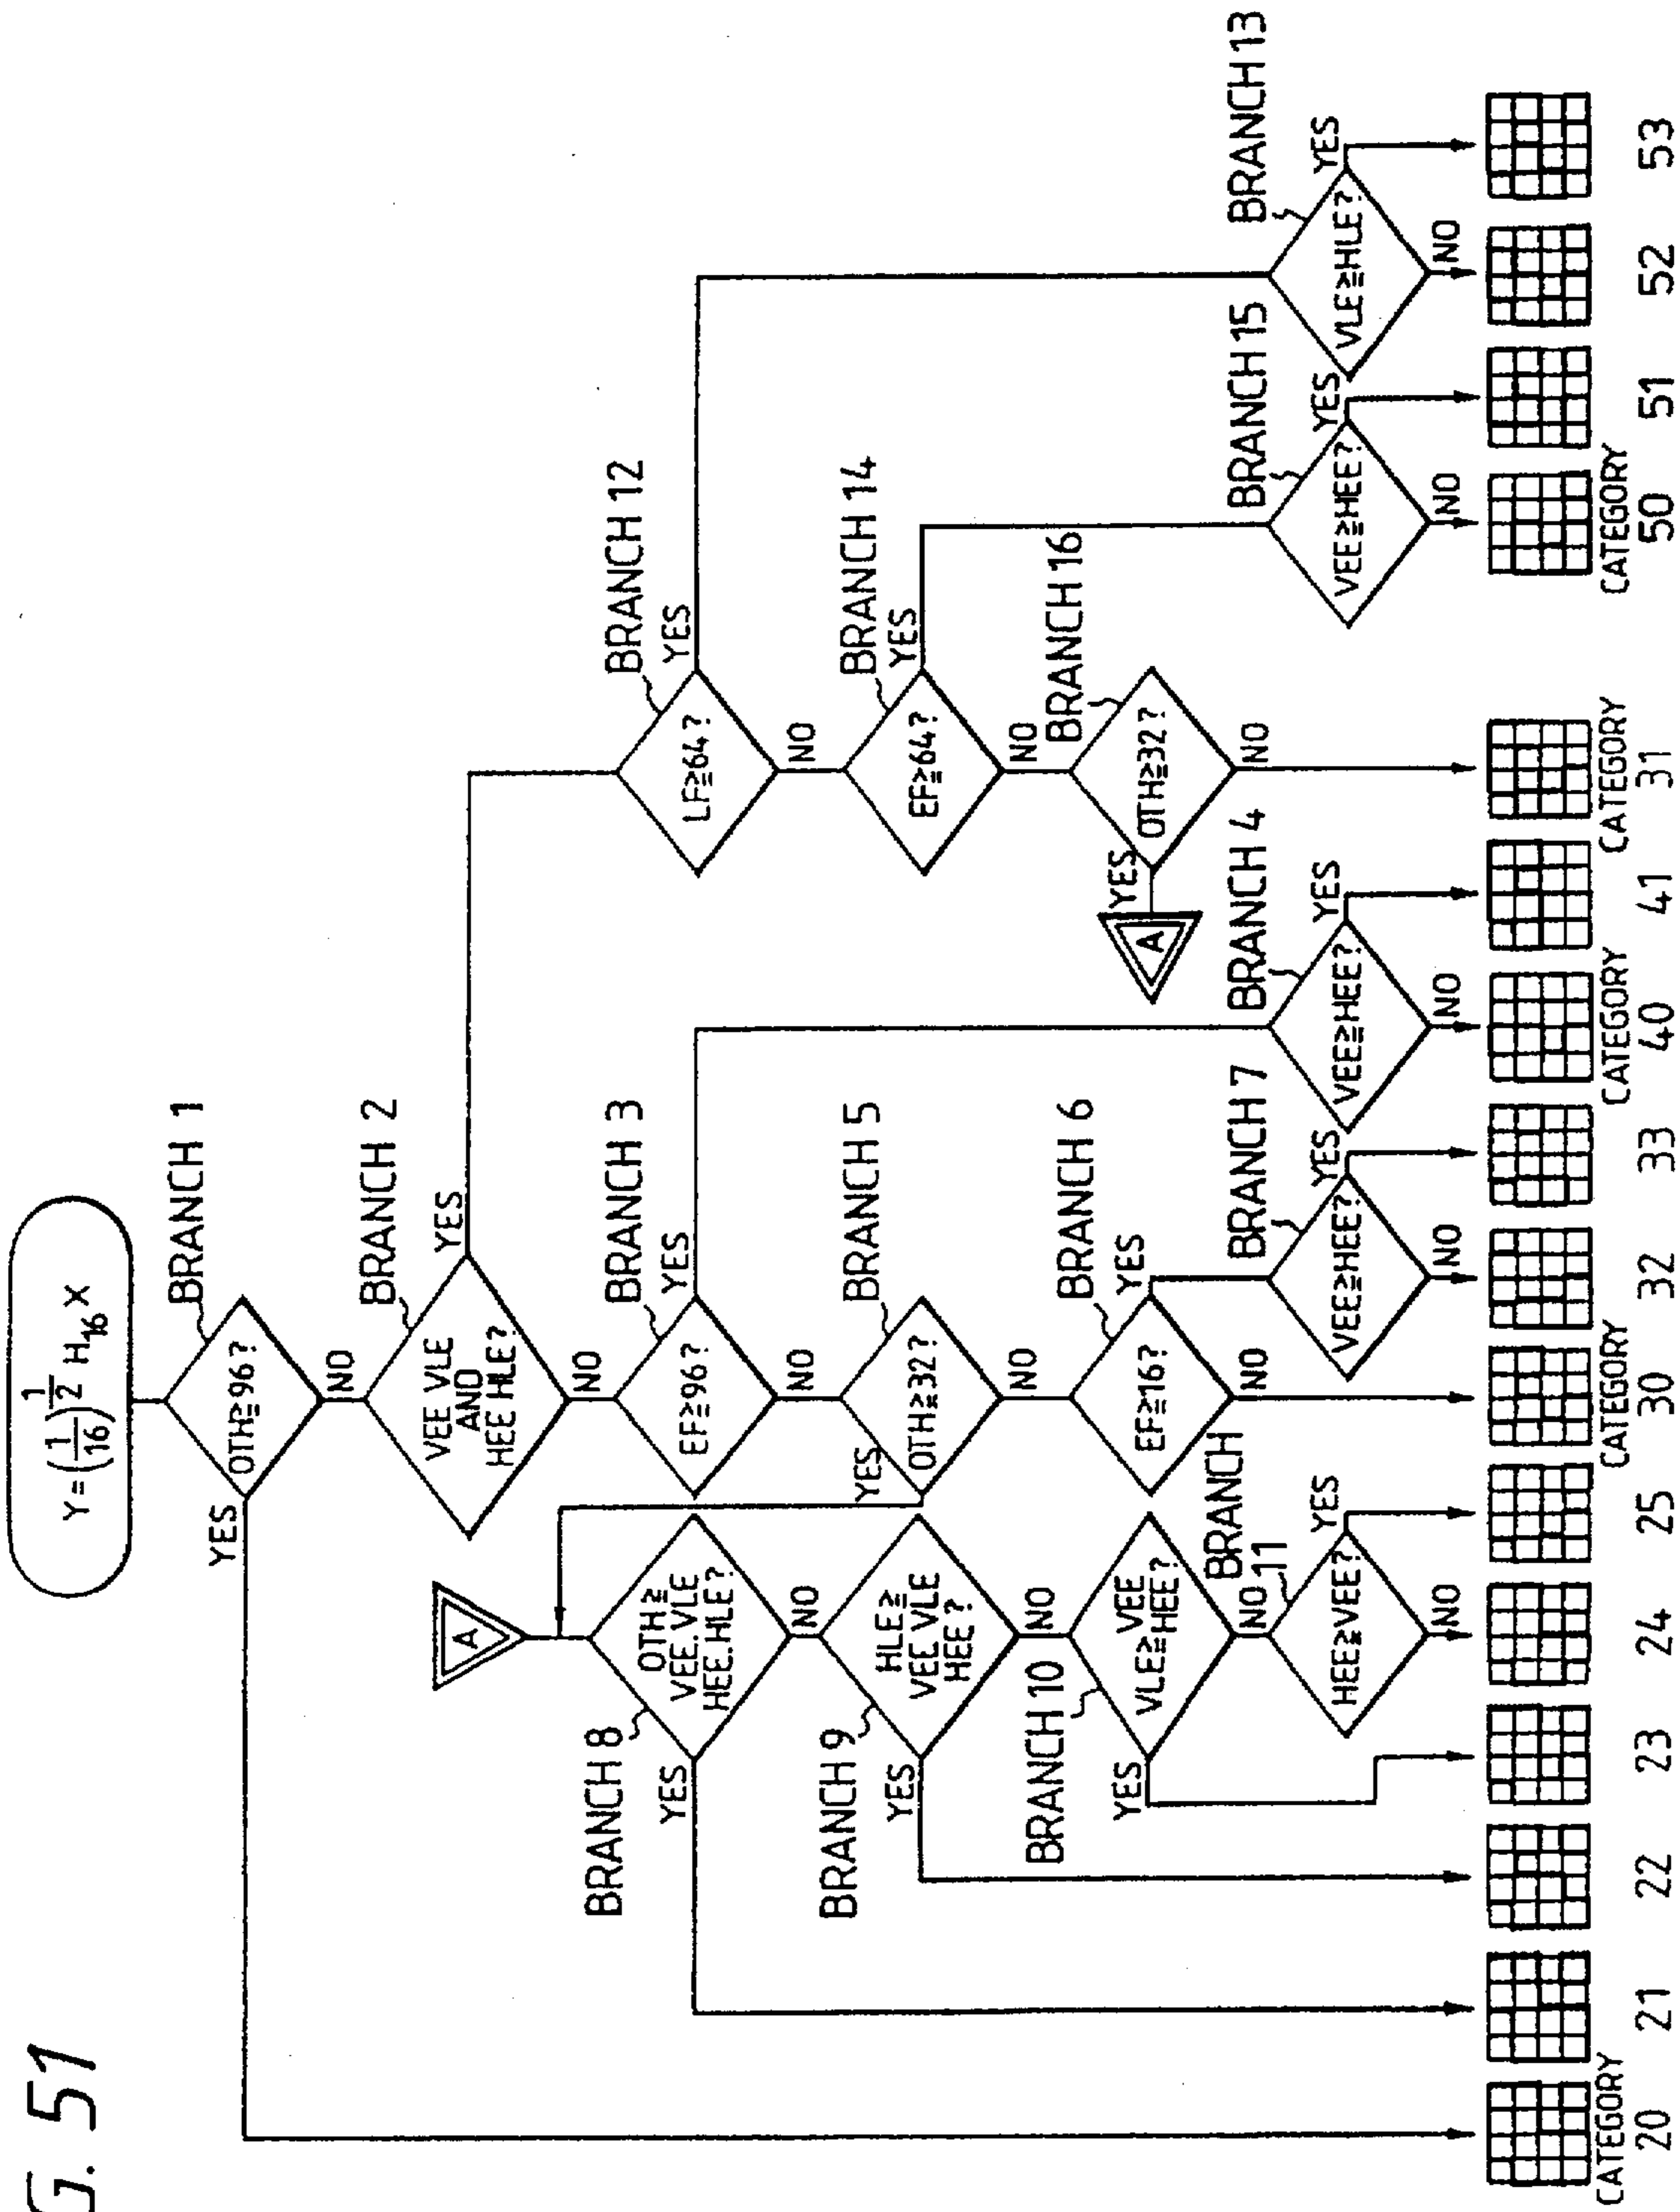 G. 51
Y=(1/16)^1/2 H16 X
BRANCH 1
OTH≧96?
YES
NO
BRANCH 2
VEE VLE
AND
HEE HLE?
YES
NO
BRANCH 3
EF≧96?
YES
NO
BRANCH 5
OTH≧32?
YES
NO
BRANCH 6
EF≧16?
YES
NO
BRANCH 7
VEE≧HEE?
YES
NO
BRANCH 4
VEE≧HEE?
YES
NO
A
BRANCH 8
OTH≧
VEE.VLE
HEE.HLE?
YES
NO
BRANCH 9
HLE≧
VEE VLE
HEE?
YES
NO
BRANCH 10
VLE≧VEE
HEE?
YES
NO
BRANCH
11
HEE≧VEE?
YES
NO
BRANCH 12
LF≧64?
YES
NO
BRANCH 14
EF≧64?
YES
NO
BRANCH 16
OTH≧32?
YES
NO
A
BRANCH 15
VEE≧HEE?
YES
NO
BRANCH 13
VLE≧HLE?
YES
NO
CATEGORY
20 21 22 23 24 25
CATEGORY
30 32 33
CATEGORY
40 41
CATEGORY
31
CATEGORY
50 51 52 53